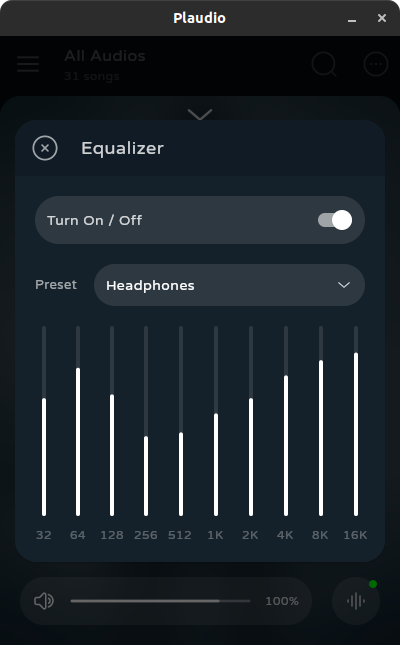 Plaudio
All Audios
31 songs
Equalizer
Turn On / Off
Preset Headphones
32 64 128 256 512 1K 2K 4K 8K 16K
100%